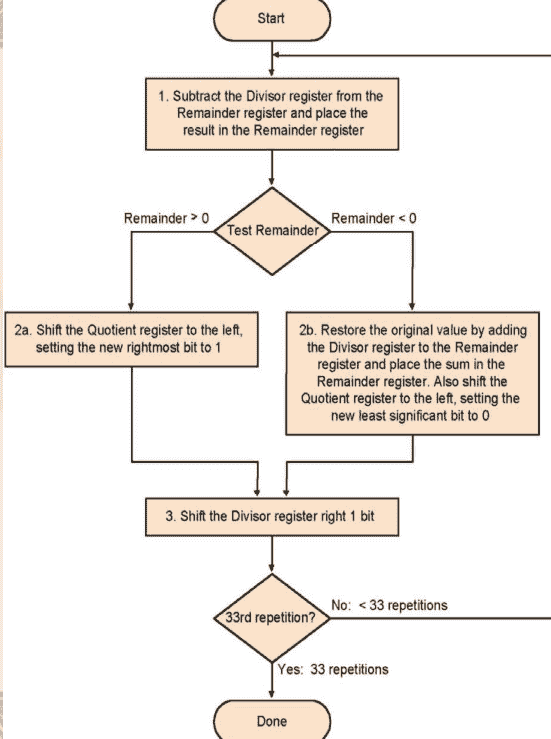 Start
1. Subtract the Divisor register from the
Remainder register and place the
result in the Remainder register
Remainder > 0
Test Remainder
Remainder < 0
2a. Shift the Quotient register to the left,
setting the new rightmost bit to 1
2b. Restore the original value by adding
the Divisor register to the Remainder
register and place the sum in the
Remainder register. Also shift the
Quotient register to the left, setting the
new least significant bit to 0
3. Shift the Divisor register right 1 bit
33rd repetition?
No: < 33 repetitions
Yes: 33 repetitions
Done